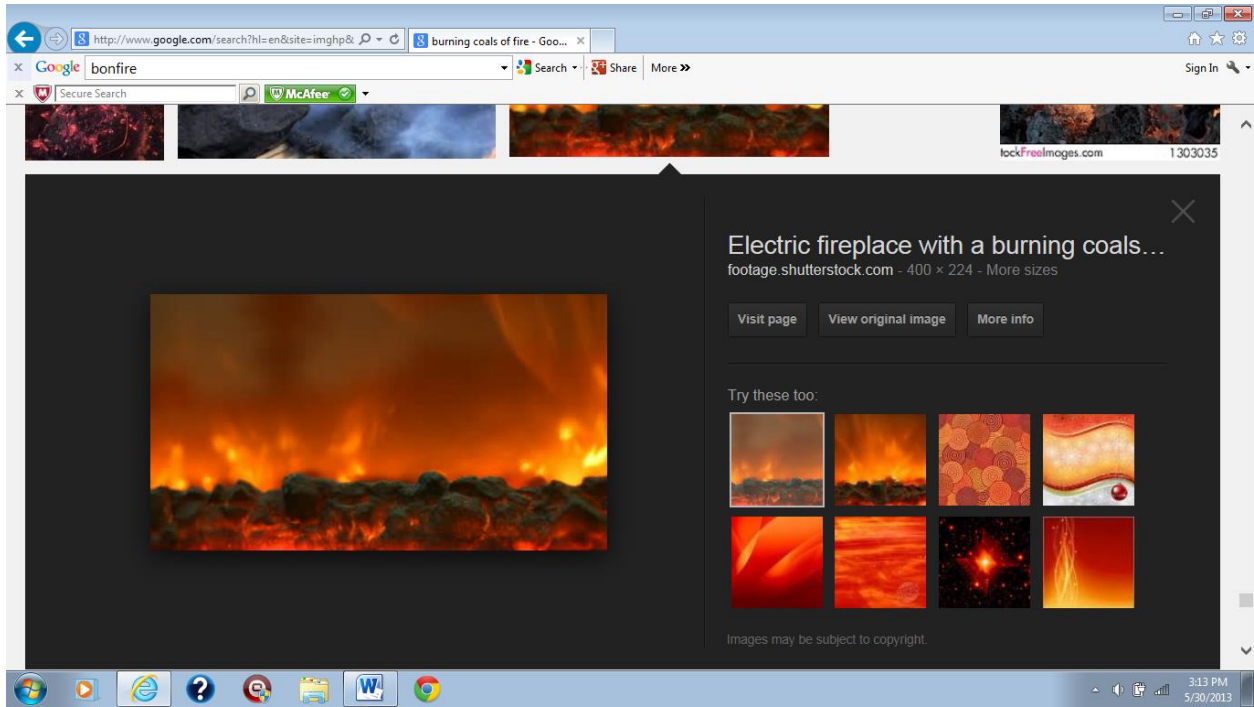 http://www.google.com/search?hl=en&site=imghp&
burning coals of fire - Goo...
Google bonfire Search Share More »
Sign In
Secure Search McAfee
tockFreeImages.com 1303035
Electric fireplace with a burning coals...
footage.shutterstock.com - 400 × 224 - More sizes
Visit page View original image More info
Try these too:
Images may be subject to copyright.
3:13 PM
5/30/2013